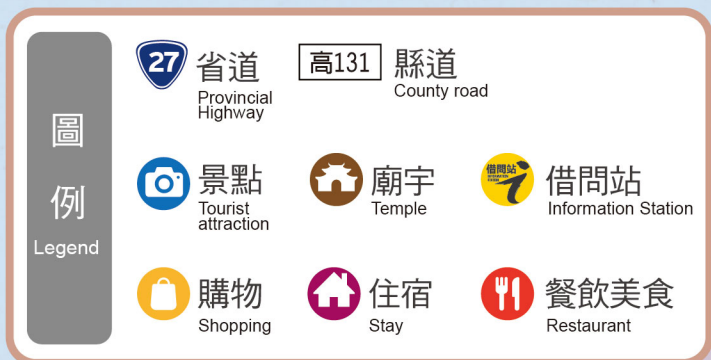 圖例
Legend
27
省道
Provincial
Highway
高131
縣道
County road
景點
Tourist
attraction
廟宇
Temple
借問站
借問站
Information Station
購物
Shopping
住宿
Stay
餐飲美食
Restaurant